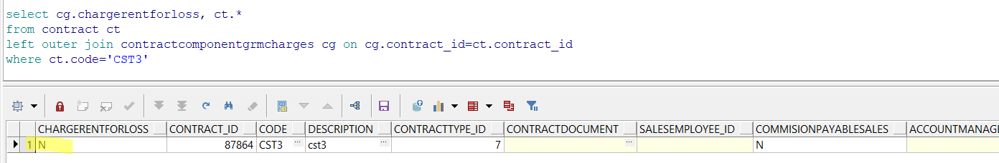 select cg.chargerentforloss, ct.*
from contract ct
left outer join contractcomponentgrmcharges cg on cg.contract_id=ct.contract_id
where ct.code='CST3'
CHARGERENTFORLOSS CONTRACT_ID CODE DESCRIPTION CONTRACTTYPE_ID CONTRACTDOCUMENT SALESEMPLOYEE_ID COMMISIONPAYABLESALES ACCOUNTMANAGE
1 N 87864 CST3 ... cst3 ... 7 ... N